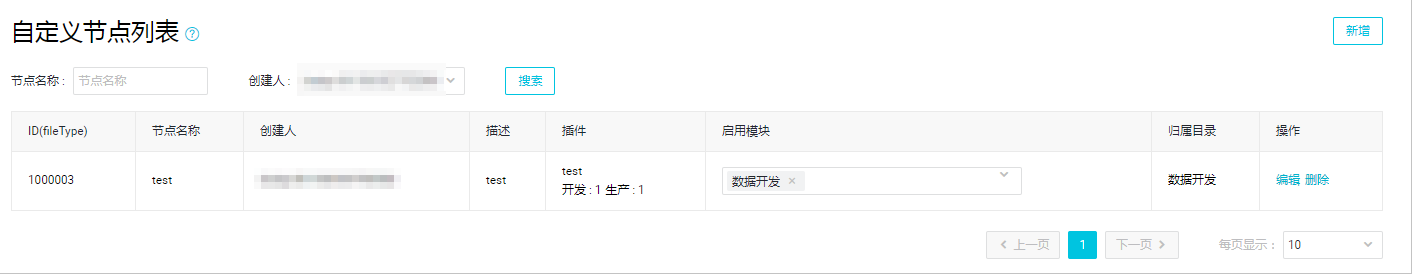 自定义节点列表 ?
新增
节点名称 : 节点名称 创建人 : 搜索
ID(fileType) 节点名称 创建人 描述 插件 启用模块 归属目录 操作
1000003 test test test 数据开发 × 数据开发 编辑 删除
开发 : 1 生产 : 1
上一页 1 下一页 每页显示 : 10